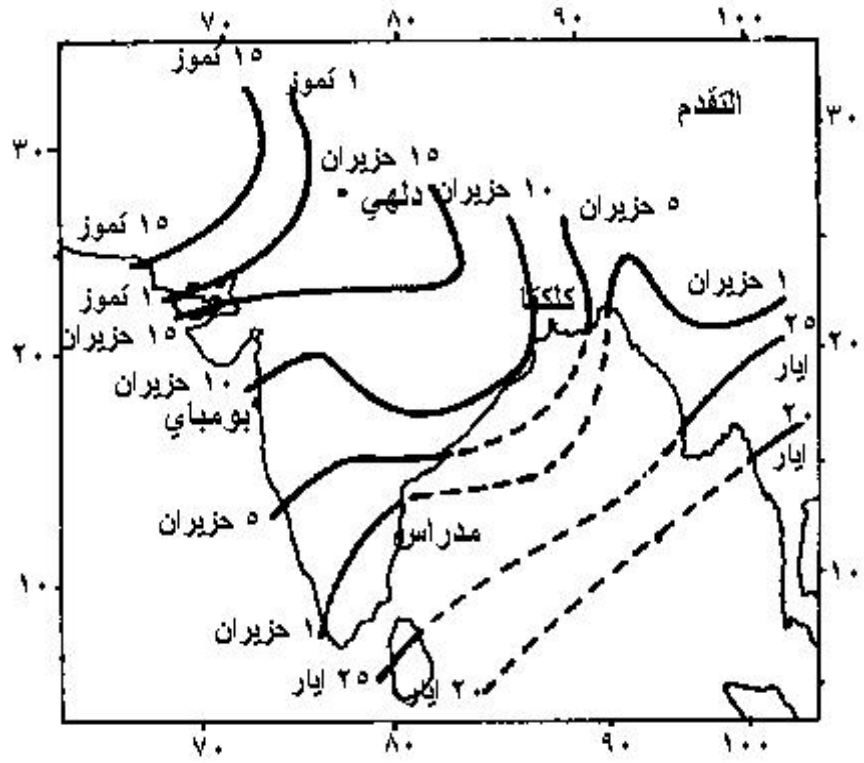 ٧٠ ٨٠ ٩٠ ١٠٠
١٥ تموز
١ تموز
التقدم
٣٠ ٣٠
١٥ حزيران
١٠ حزيران
دلهي
٥ حزيران
١٥ تموز
١ حزيران
١ تموز
كلكتا
١٥ حزيران
٢٥ ايار
٢٠ ٢٠
١٠ حزيران
بومباي
٢٠ ايار
٥ حزيران
مدراس
١٠ ١٠
١ حزيران
٢٥ ايار
٢٠ ايار
٧٠ ٨٠ ٩٠ ١٠٠